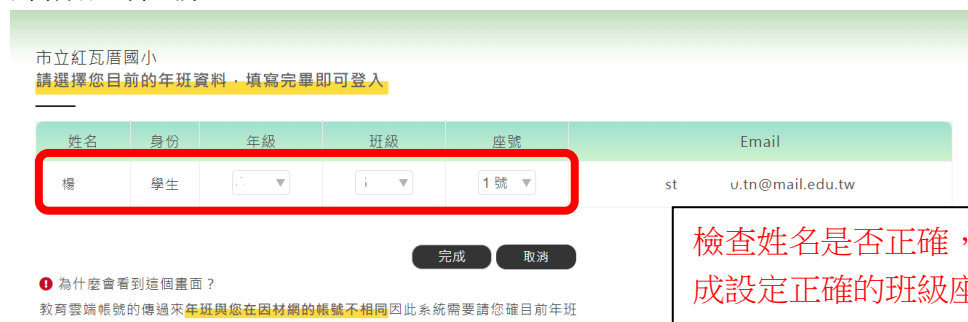 市立紅瓦厝國小
請選擇您目前的年班資料，填寫完畢即可登入
姓名 身份 年級 班級 座號 Email
楊 學生 1號 st u.tn@mail.edu.tw
完成 取消
檢查姓名是否正確，
成設定正確的班級座
為什麼會看到這個畫面？
教育雲端帳號的傳過來年班與您在因材網的帳號不相同因此系統需要請您確目前年班